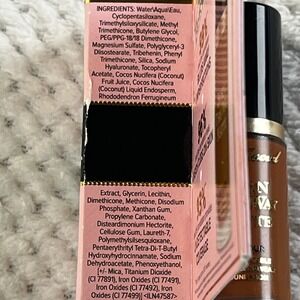 INGREDIENTS: Water\Aqua\Eau,
Cyclopentasiloxane,
Trimethylsiloxysilicate, Methyl
Trimethicone, Butylene Glycol,
PEG/PPG-18/18 Dimethicone,
Magnesium Sulfate, Polyglyceryl-3
Diisostearate, Tribehenin, Phenyl
Trimethicone, Silica, Sodium
Hyaluronate, Tocopheryl
Acetate, Cocos Nucifera (Coconut)
Fruit Juice, Cocos Nucifera
(Coconut) Liquid Endosperm,
Rhododendron Ferrugineum
Extract, Glycerin, Lecithin,
Dimethicone, Methicone, Disodium
Phosphate, Xanthan Gum,
Propylene Carbonate,
Disteardimonium Hectorite,
Cellulose Gum, Laureth-7,
Polymethylsilsesquioxane,
Pentaerythrityl Tetra-Di-T-Butyl
Hydroxyhydrocinnamate, Sodium
Dehydroacetate, Phenoxyethanol,
[+/- Mica, Titanium Dioxide
(CI 77891), Iron Oxides
(CI 77492), Iron Oxides
(CI 77499)] <ILN47587>